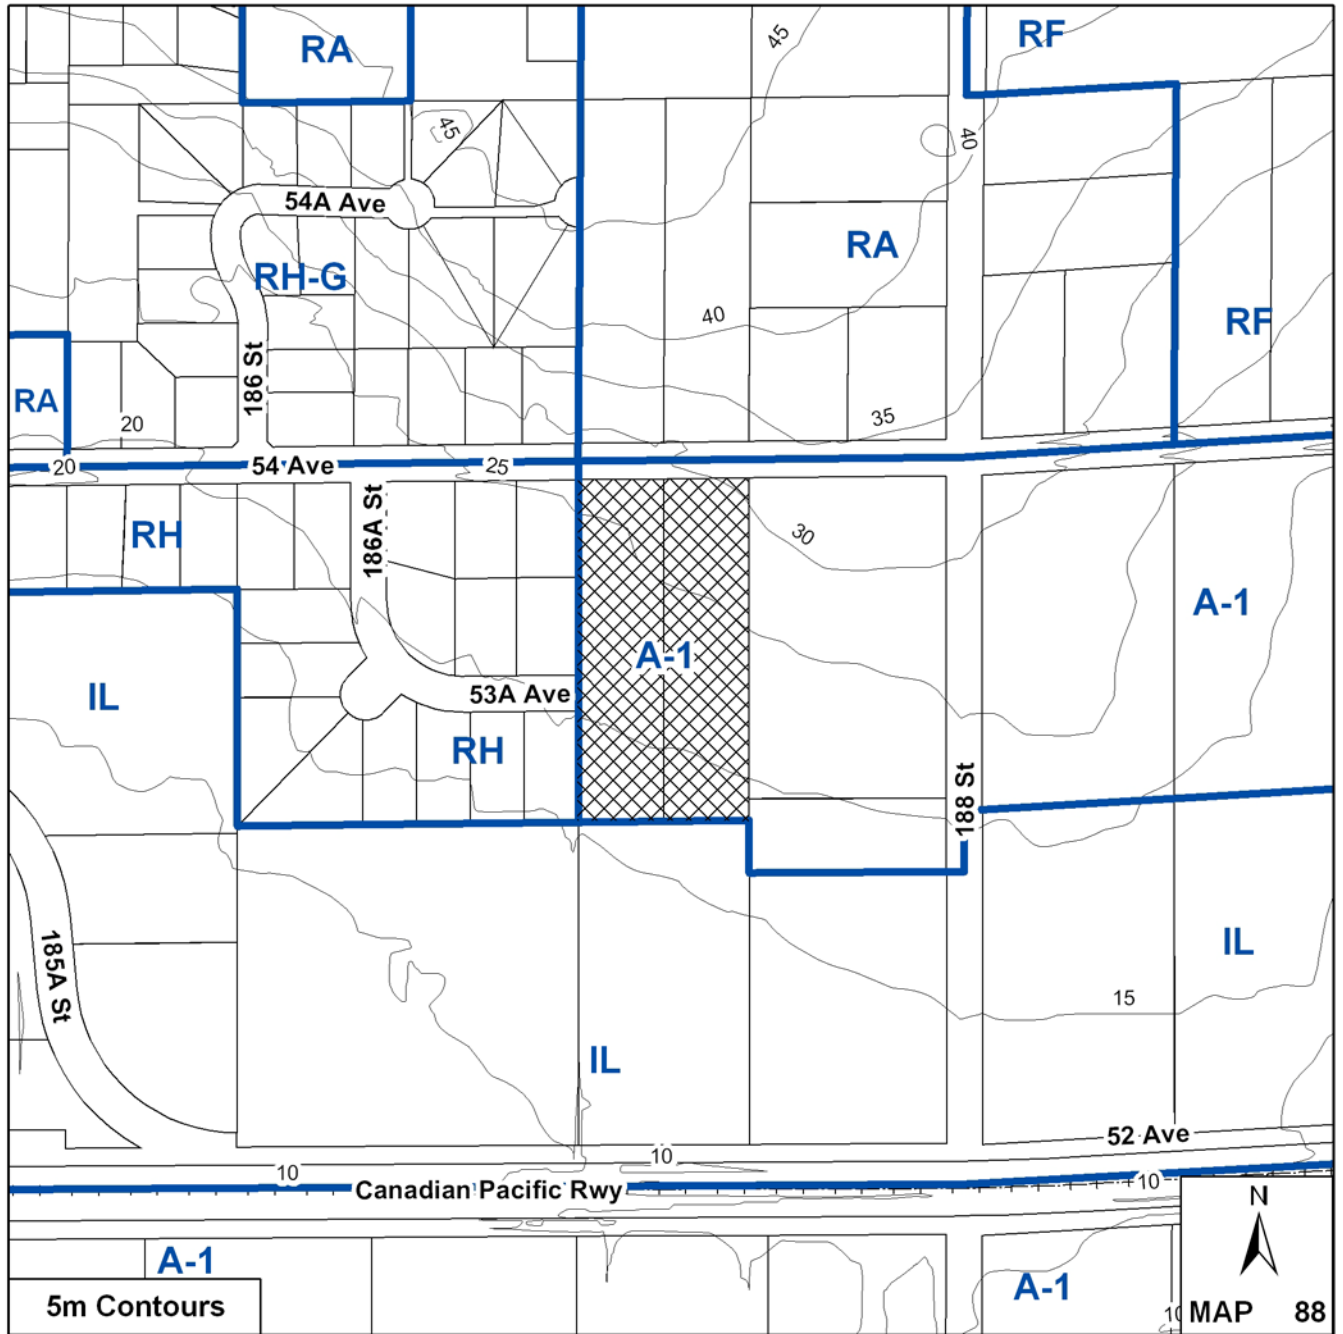 RA
45
RF
45
40
54A Ave
RA
RH-G
40
RF
186 St
RA
20
35
20
54 Ave
25
186A St
RH
30
A-1
A-1
IL
53A Ave
RH
188 St
185A St
IL
15
IL
52 Ave
10
10
10
Canadian Pacific Rwy
N
A-1
A-1
5m Contours
10
MAP 88